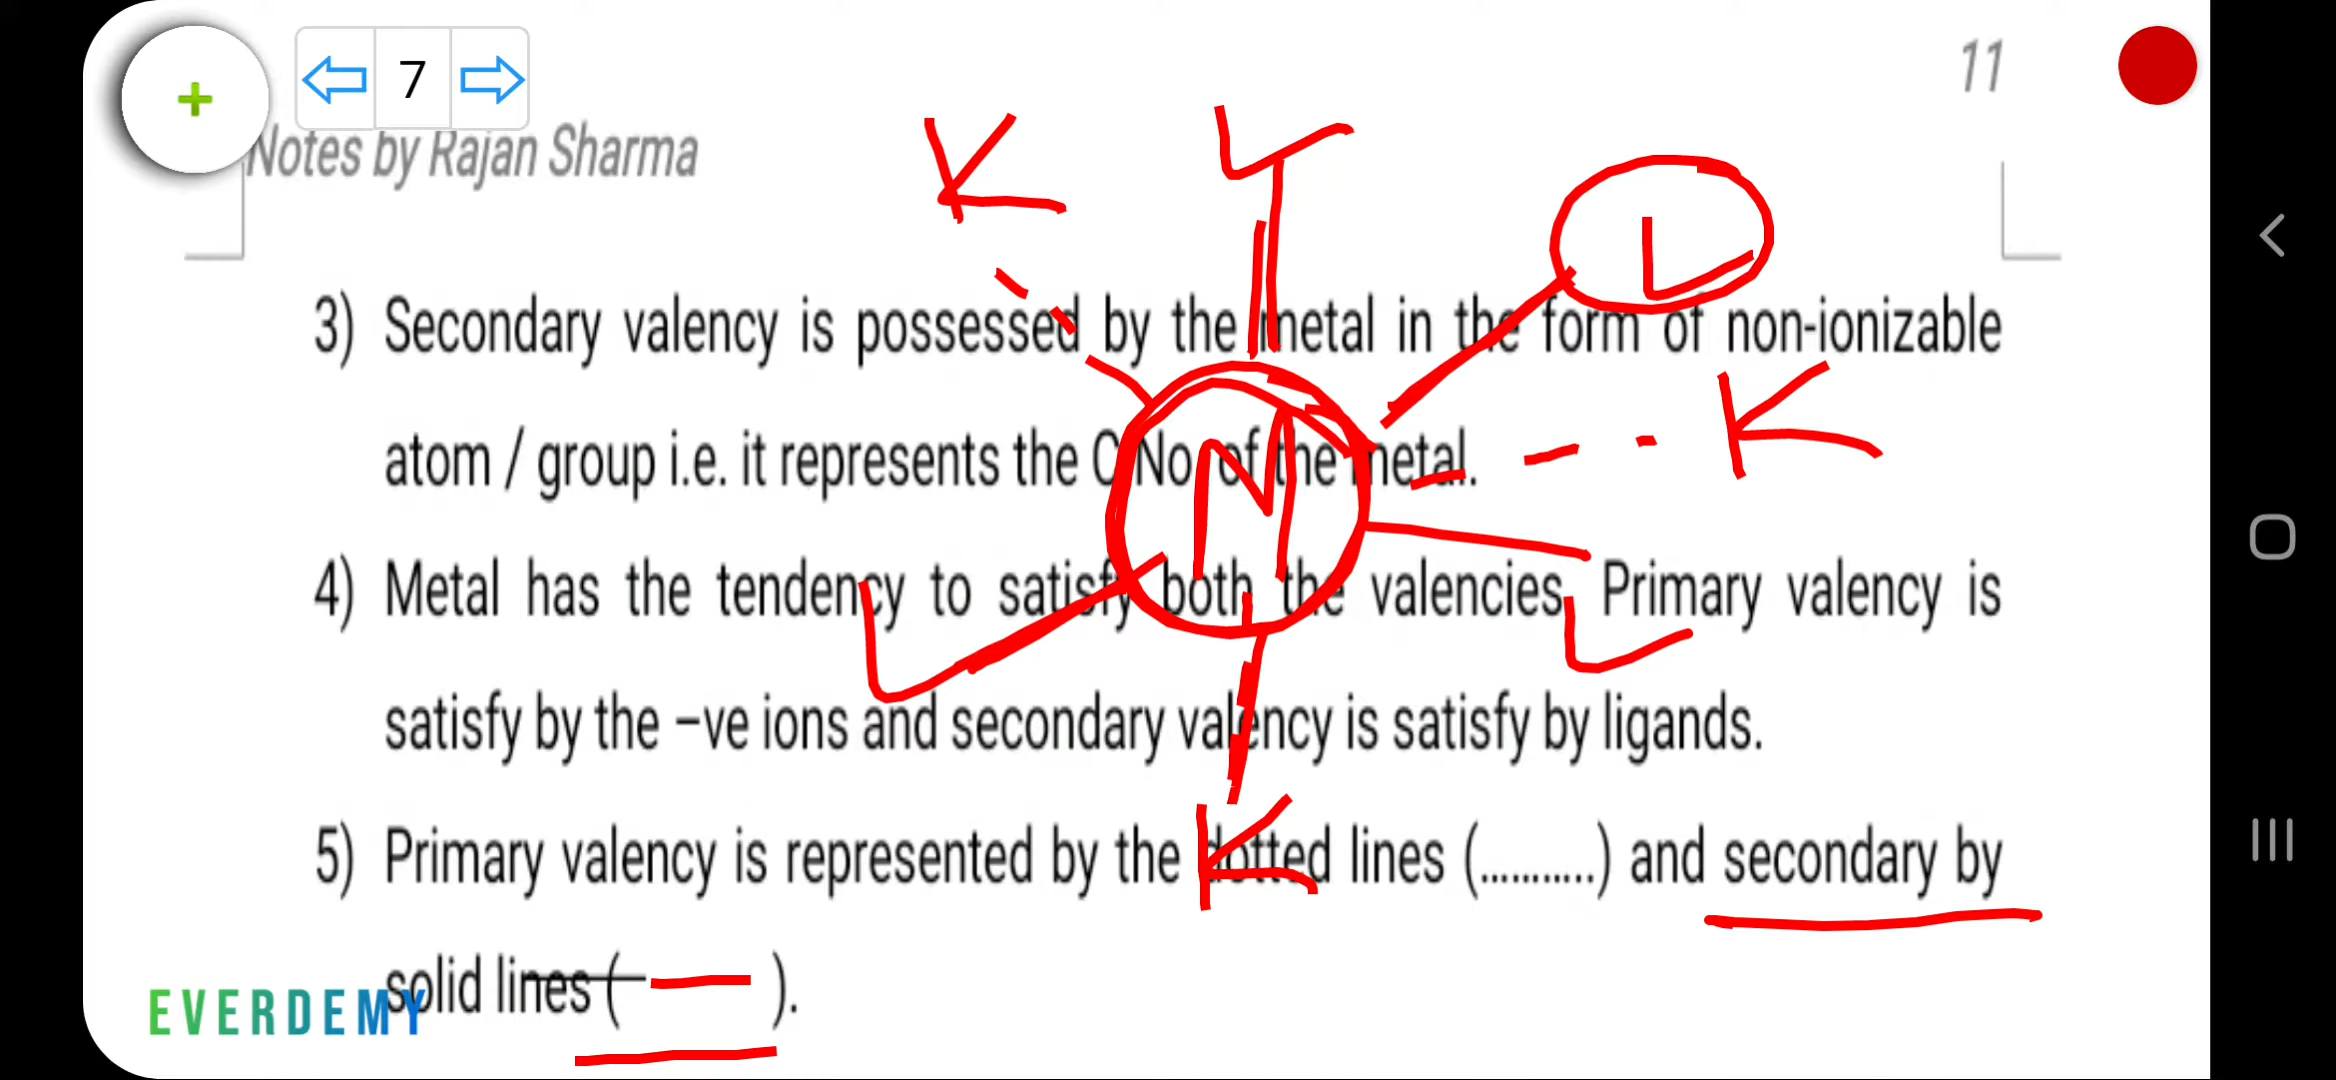 7
11
Notes by Rajan Sharma
K
L
L
3) Secondary valency is possessed by the metal in the form of non-ionizable
K
atom / group i.e. it represents the C No. of the metal.
M
4) Metal has the tendency to satisfy both the valencies. Primary valency is
L
L
satisfy by the –ve ions and secondary valency is satisfy by ligands.
K
5) Primary valency is represented by the dotted lines (...........) and secondary by
solid lines (— ).
EVERDEMY